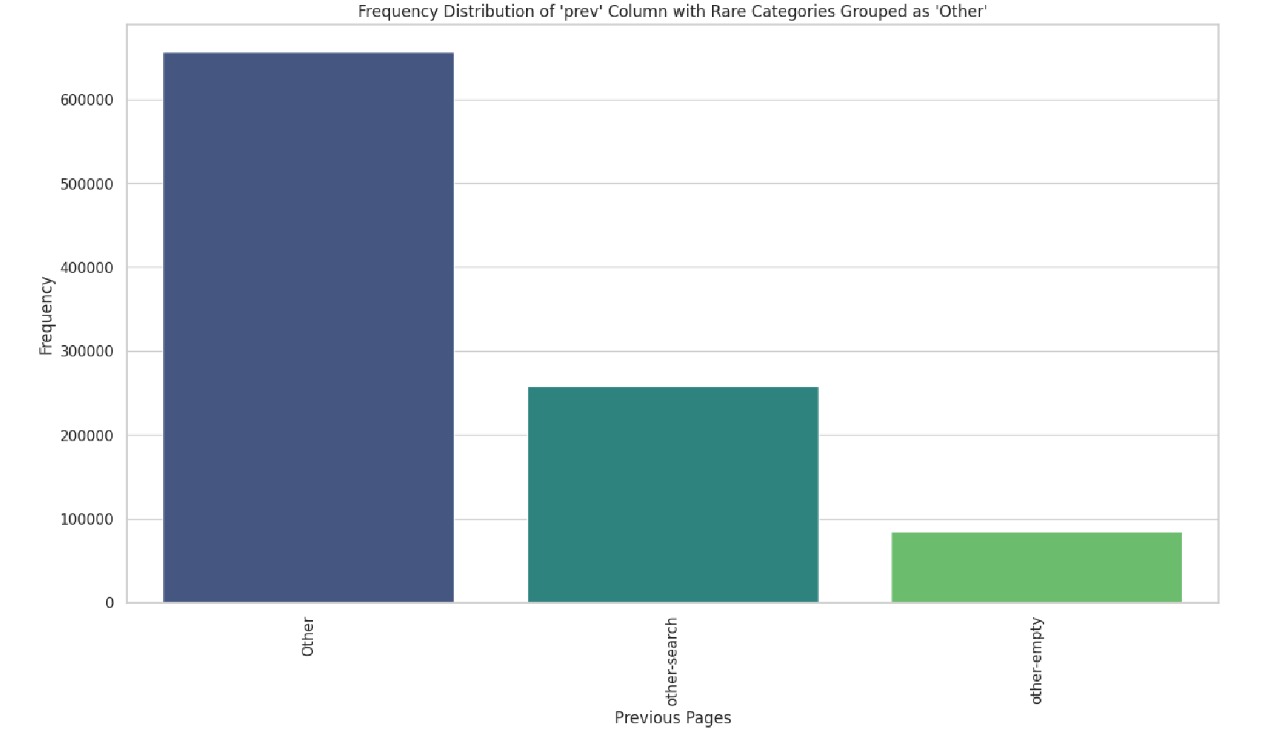 Frequency Distribution of 'prev' Column with Rare Categories Grouped as 'Other'
600000
500000
400000
300000
200000
100000
0
Frequency
Other
other-search
other-empty
Previous Pages